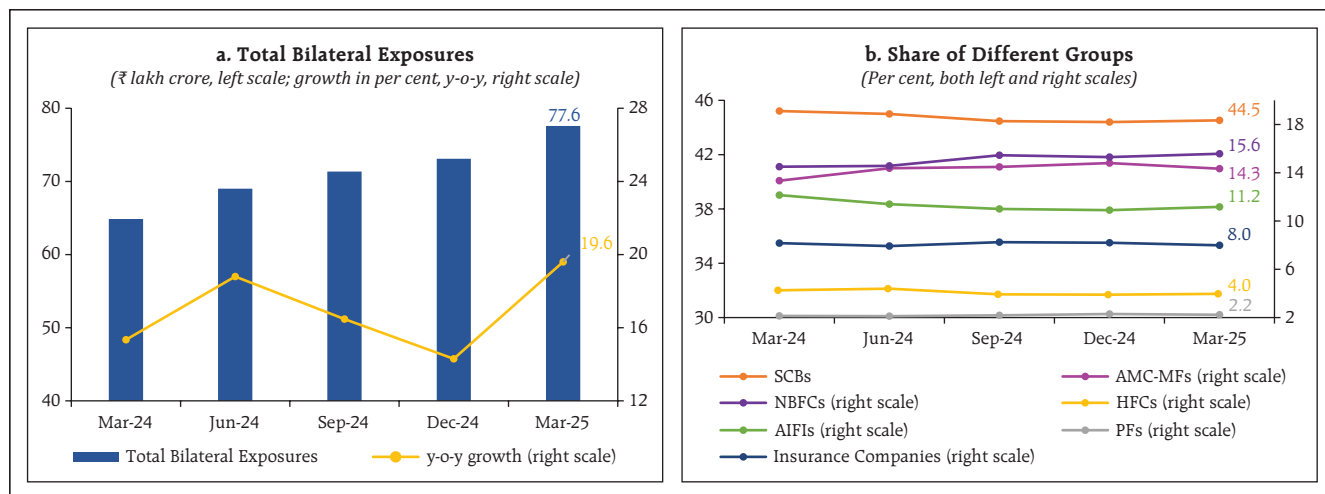 a. Total Bilateral Exposures
(₹ lakh crore, left scale; growth in per cent, y-o-y, right scale)
80
70
60
50
40
28
24
20
16
12
77.6
19.6
Mar-24 Jun-24 Sep-24 Dec-24 Mar-25
Total Bilateral Exposures y-o-y growth (right scale)
b. Share of Different Groups
(Per cent, both left and right scales)
46
42
38
34
30
18
14
10
6
2
44.5
15.6
14.3
11.2
8.0
4.0
2.2
Mar-24 Jun-24 Sep-24 Dec-24 Mar-25
SCBs AMC-MFs (right scale)
NBFCs (right scale) HFCs (right scale)
AIFIs (right scale) PFs (right scale)
Insurance Companies (right scale)